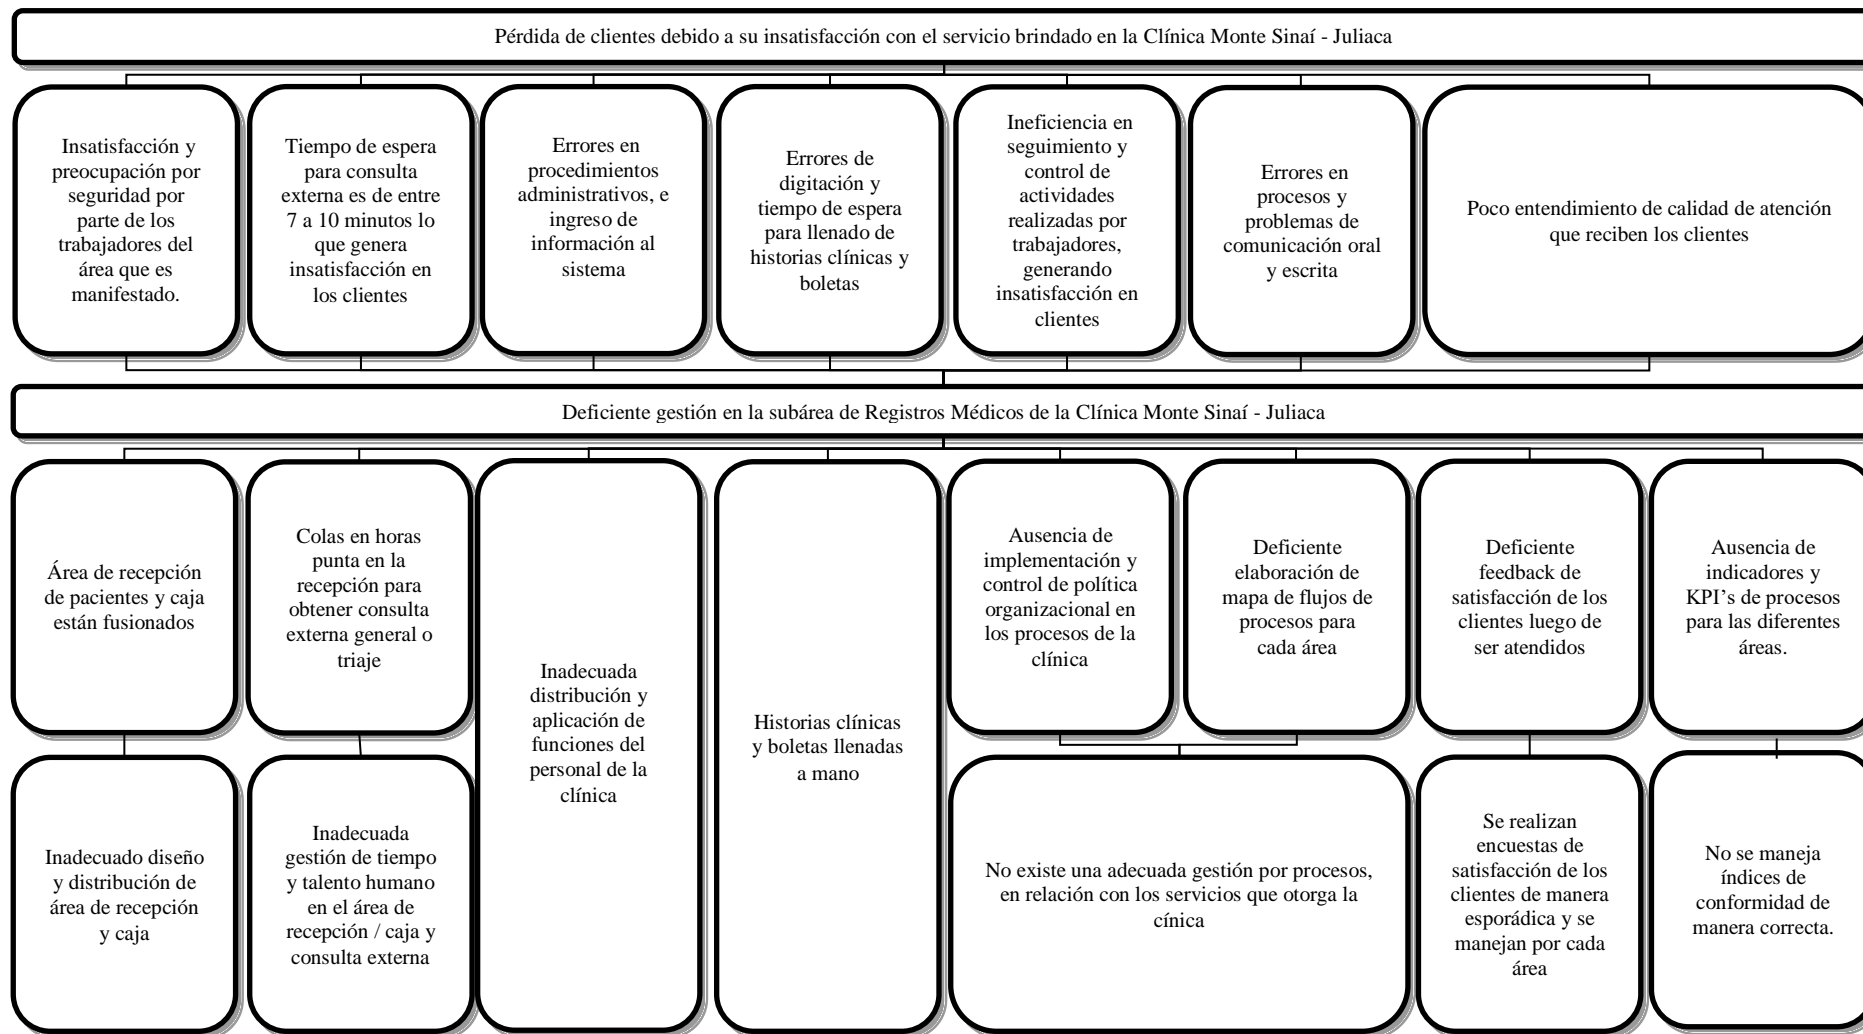 Pérdida de clientes debido a su insatisfacción con el servicio brindado en la Clínica Monte Sinaí - Juliaca
Insatisfacción y
preocupación por
seguridad por
parte de los
trabajadores del
área que es
manifestado.
Tiempo de espera
para consulta
externa es de entre
7 a 10 minutos lo
que genera
insatisfacción en
los clientes
Errores en
procedimientos
administrativos, e
ingreso de
información al
sistema
Errores de
digitación y
tiempo de espera
para llenado de
historias clínicas y
boletas
Ineficiencia en
seguimiento y
control de
actividades
realizadas por
trabajadores,
generando
insatisfacción en
clientes
Errores en
procesos y
problemas de
comunicación oral
y escrita
Poco entendimiento de calidad de atención
que reciben los clientes
Deficiente gestión en la subárea de Registros Médicos de la Clínica Monte Sinaí - Juliaca
Área de recepción
de pacientes y caja
están fusionados
Colas en horas
punta en la
recepción para
obtener consulta
externa general o
triaje
Inadecuada
distribución y
aplicación de
funciones del
personal de la
clínica
Historias clínicas
y boletas llenadas
a mano
Ausencia de
implementación y
control de política
organizacional en
los procesos de la
clínica
Deficiente
elaboración de
mapa de flujos de
procesos para
cada área
Deficiente
feedback de
satisfacción de los
clientes luego de
ser atendidos
Ausencia de
indicadores y
KPI's de procesos
para las diferentes
áreas.
Inadecuado diseño
y distribución de
área de recepción
y caja
Inadecuada
gestión de tiempo
y talento humano
en el área de
recepción / caja y
consulta externa
No existe una adecuada gestión por procesos,
en relación con los servicios que otorga la
cínica
Se realizan
encuestas de
satisfacción de los
clientes de manera
esporádica y se
manejan por cada
área
No se maneja
índices de
conformidad de
manera correcta.